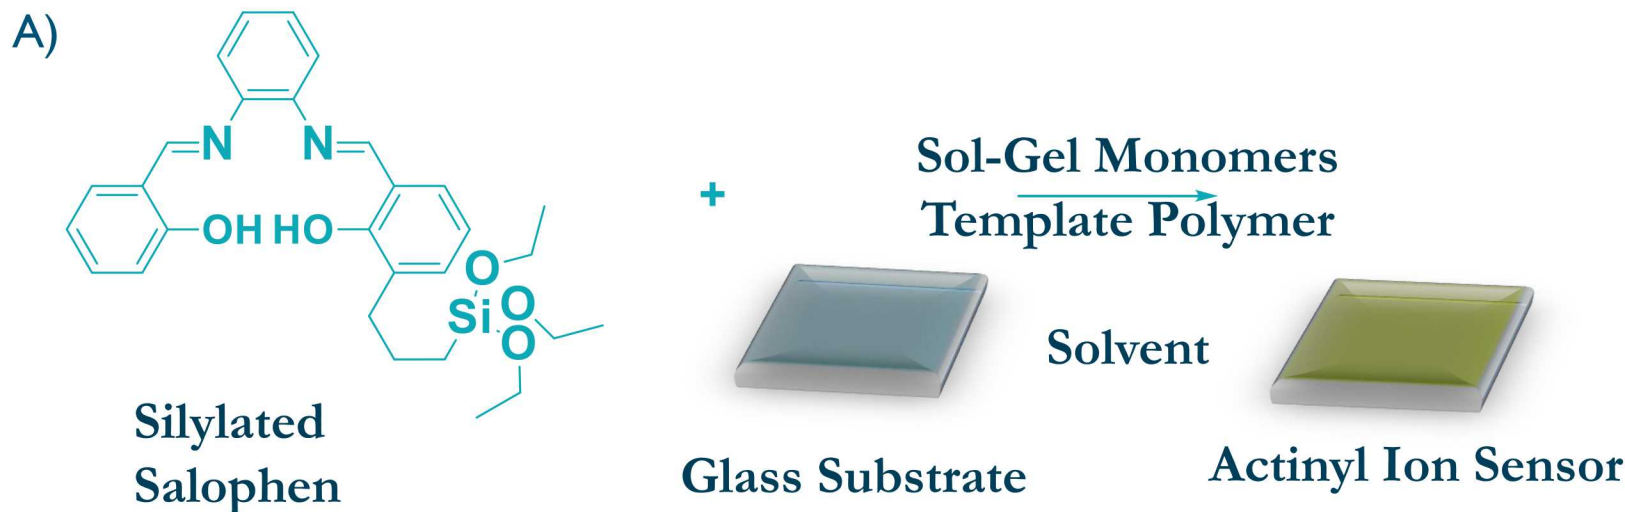 A)
N N
OH HO
O
Si O
O
+
Sol-Gel Monomers
Template Polymer
Solvent
Silylated
Salophen
Glass Substrate
Actinyl Ion Sensor